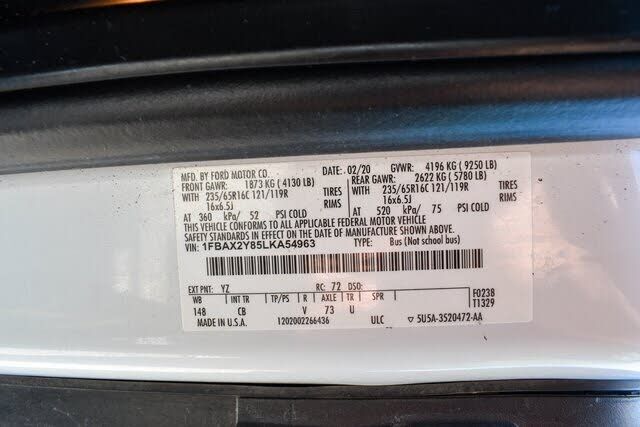 MFD. BY FORD MOTOR CO. DATE: 02/20 GVWR: 4196 KG ( 9250 LB)
FRONT GAWR: 1873 KG ( 4130 LB) REAR GAWR: 2622 KG ( 5780 LB)
WITH 235/65R16C 121/119R TIRES WITH 235/65R16C 121/119R TIRES
16x6.5J RIMS 16x6.5J RIMS
AT 360 kPa/ 52 PSI COLD AT 520 kPa/ 75 PSI COLD
THIS VEHICLE CONFORMS TO ALL APPLICABLE FEDERAL MOTOR VEHICLE
SAFETY STANDARDS IN EFFECT ON THE DATE OF MANUFACTURE SHOWN ABOVE.
VIN: 1FBAX2Y85LKA54963 TYPE: Bus (Not school bus)
EXT PNT: YZ RC: 72 DSO: F0238
WB INT TR TP/PS R AXLE TR SPR T1329
148 CB V 73 U
MADE IN U.S.A. 1202002266436 ULC ▽ 5U5A-3520472-AA